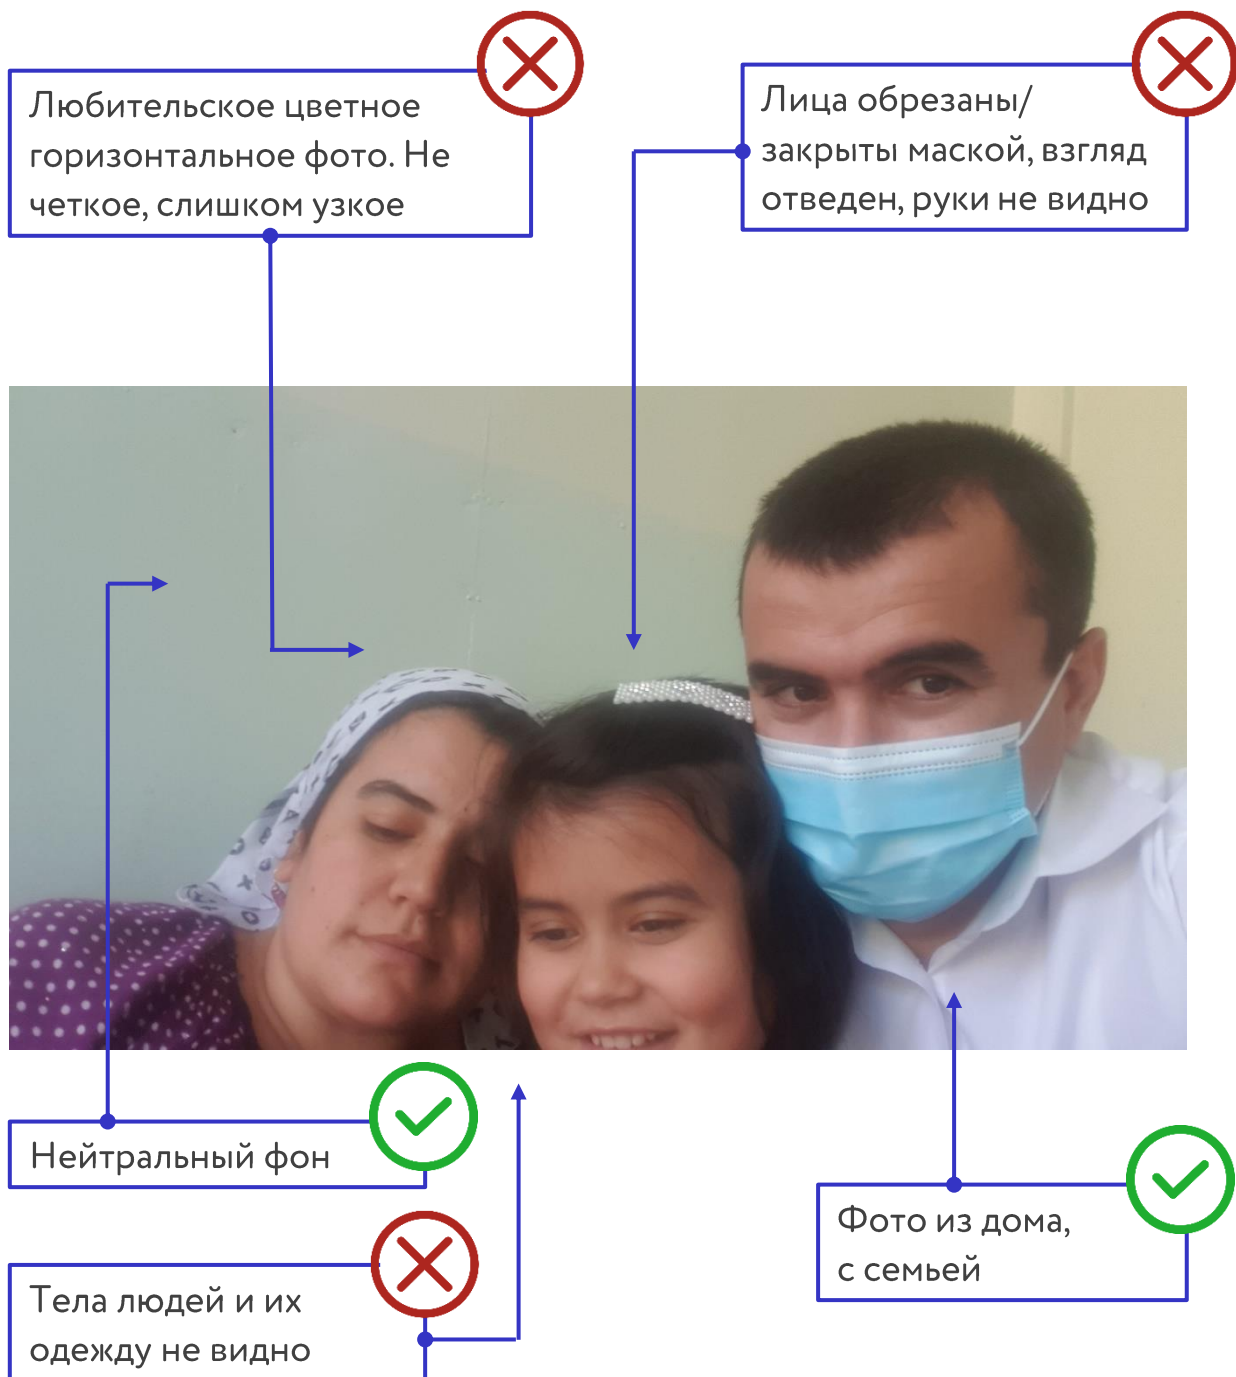 Любительское цветное
горизонтальное фото. Не
четкое, слишком узкое
Лица обрезаны/
закрыты маской, взгляд
отведен, руки не видно
Нейтральный фон
Фото из дома,
с семьей
Тела людей и их
одежду не видно